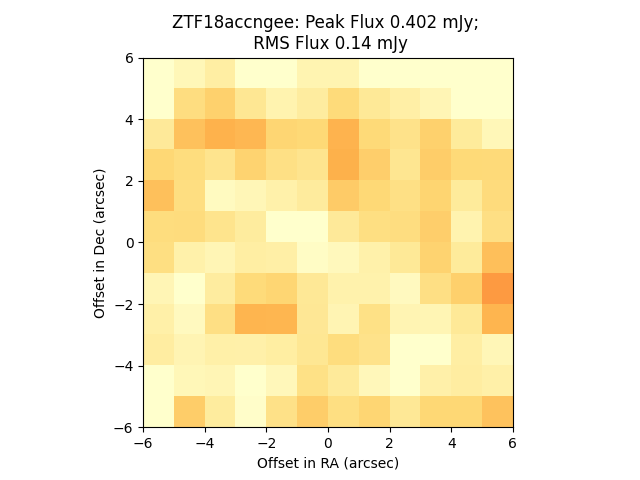 ZTF18accngee: Peak Flux 0.402 mJy;
RMS Flux 0.14 mJy
6
4
2
0
−2
−4
−6
Offset in Dec (arcsec)
−6 −4 −2 0 2 4 6
Offset in RA (arcsec)